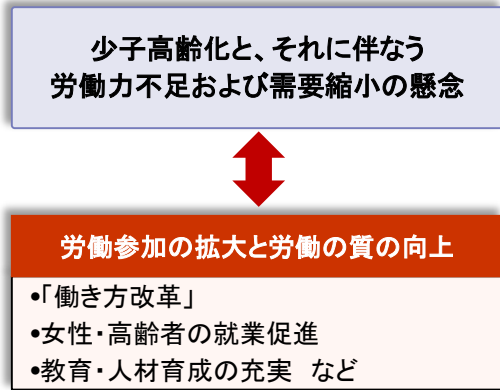 少子高齢化と、それに伴なう
労働力不足および需要縮小の懸念
労働参加の拡大と労働の質の向上
•「働き方改革」
•女性・高齢者の就業促進
•教育・人材育成の充実　など